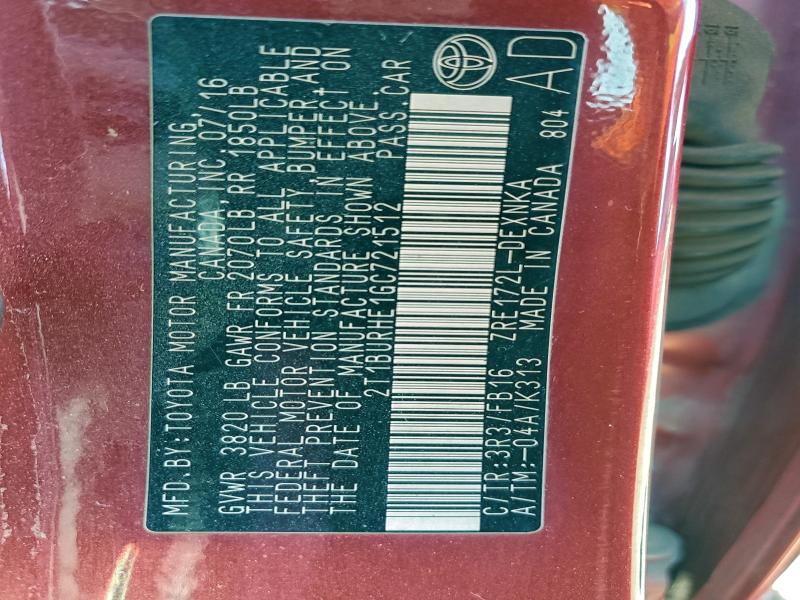 MFD. BY: TOYOTA MOTOR MANUFACTURING
CANADA, INC. 07/16
GVWR 3820 LB GAWR FR 2070LB, RR 1850LB
THIS VEHICLE CONFORMS TO ALL APPLICABLE
FEDERAL MOTOR VEHICLE SAFETY, BUMPER, AND
THEFT PREVENTION STANDARDS IN EFFECT ON
THE DATE OF MANUFACTURE SHOWN ABOVE.
2T1BURHE1GC721512 PASS. CAR
C/TR:3R3 /FB16 ZRE172L-DEXNKA
A/TM:-04A/K313 MADE IN CANADA 804
AD